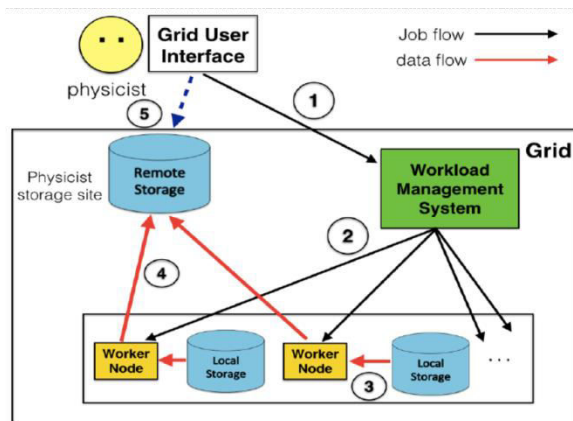 Grid User
Interface
physicist
Job flow
data flow
1
5
Grid
Physicist
storage site
Remote
Storage
Workload
Management
System
2
4
Worker
Node
Local
Storage
Worker
Node
Local
Storage
...
3